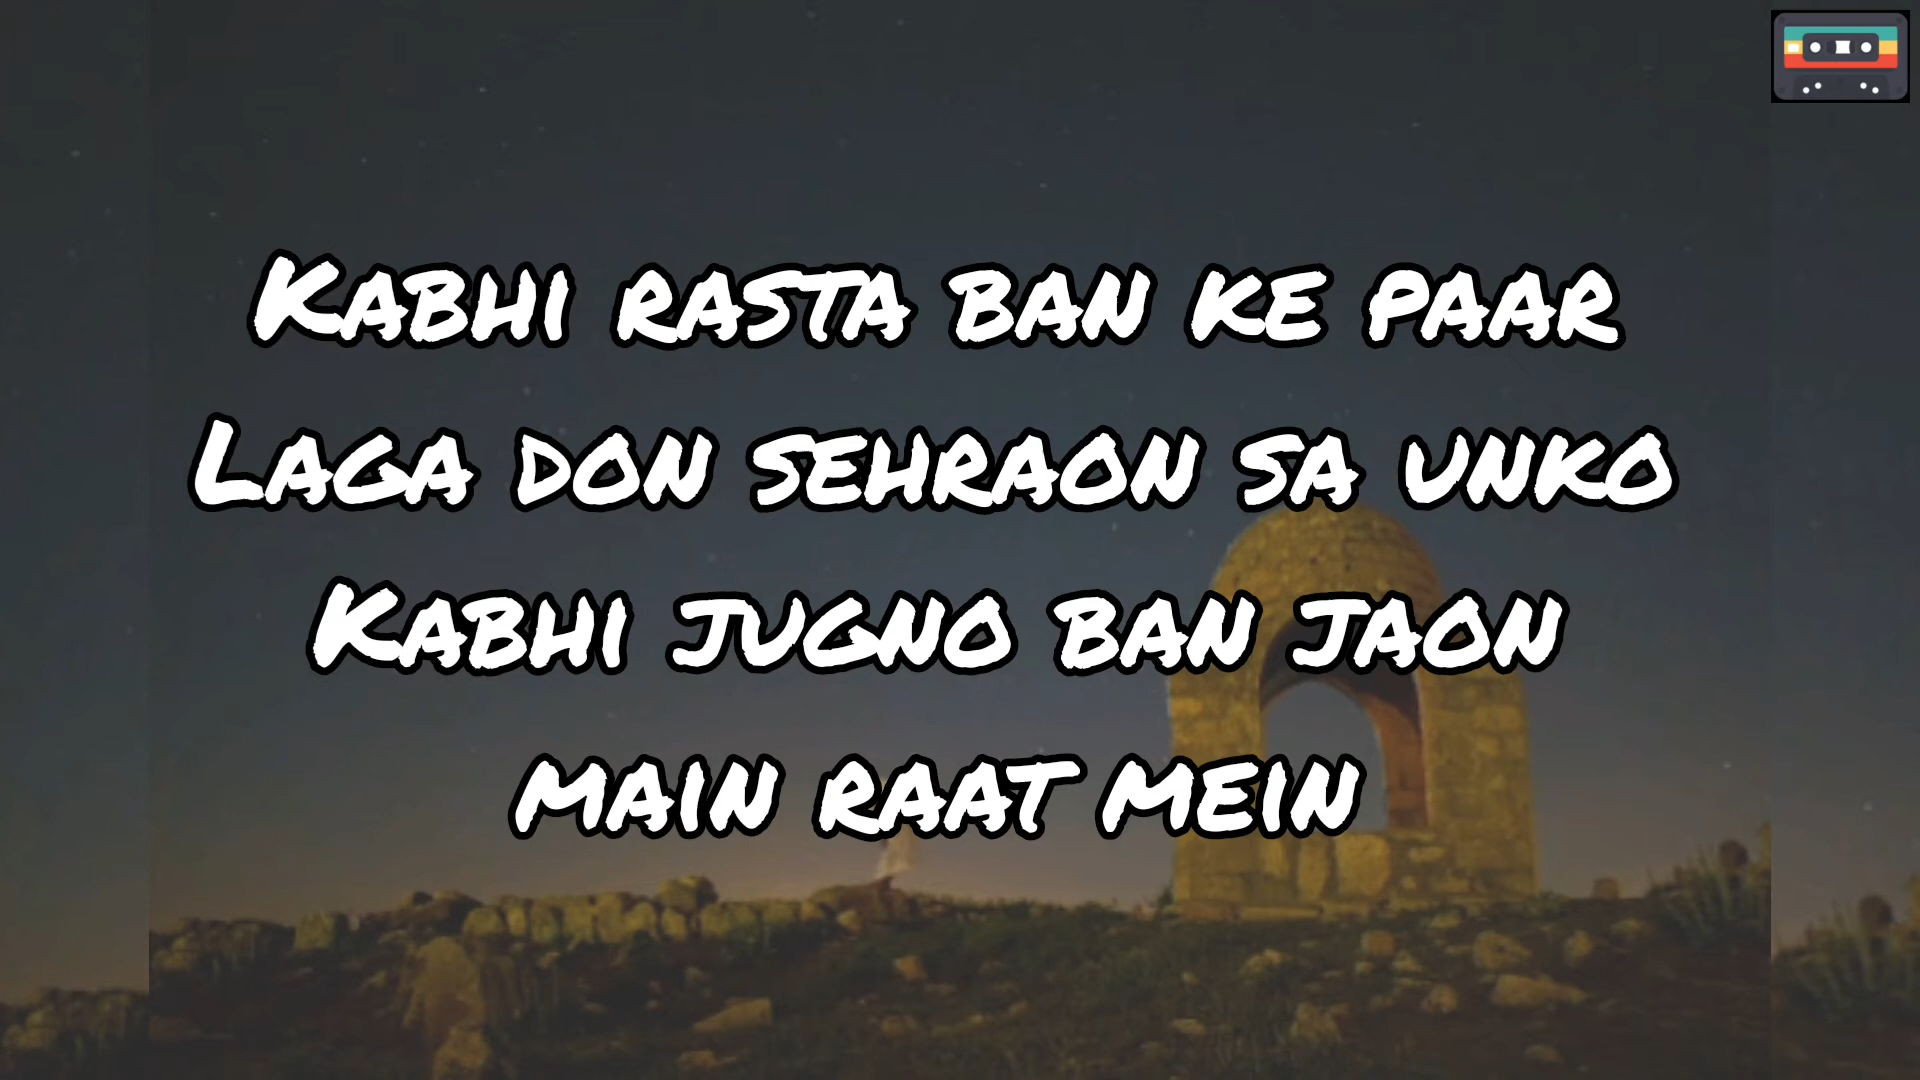 Kabhi rasta ban ke paar
Laga don sehraon sa unko
Kabhi jugno ban jaon
main raat mein